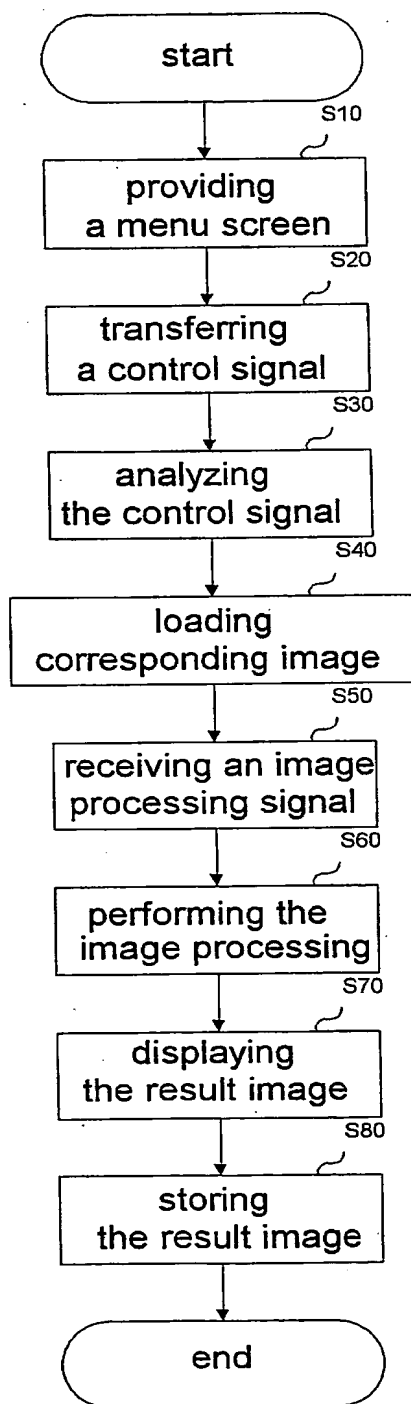 start
S10
providing
a menu screen
S20
transferring
a control signal
S30
analyzing
the control signal
S40
loading
corresponding image
S50
receiving an image
processing signal
S60
performing the
image processing
S70
displaying
the result image
S80
storing
the result image
end